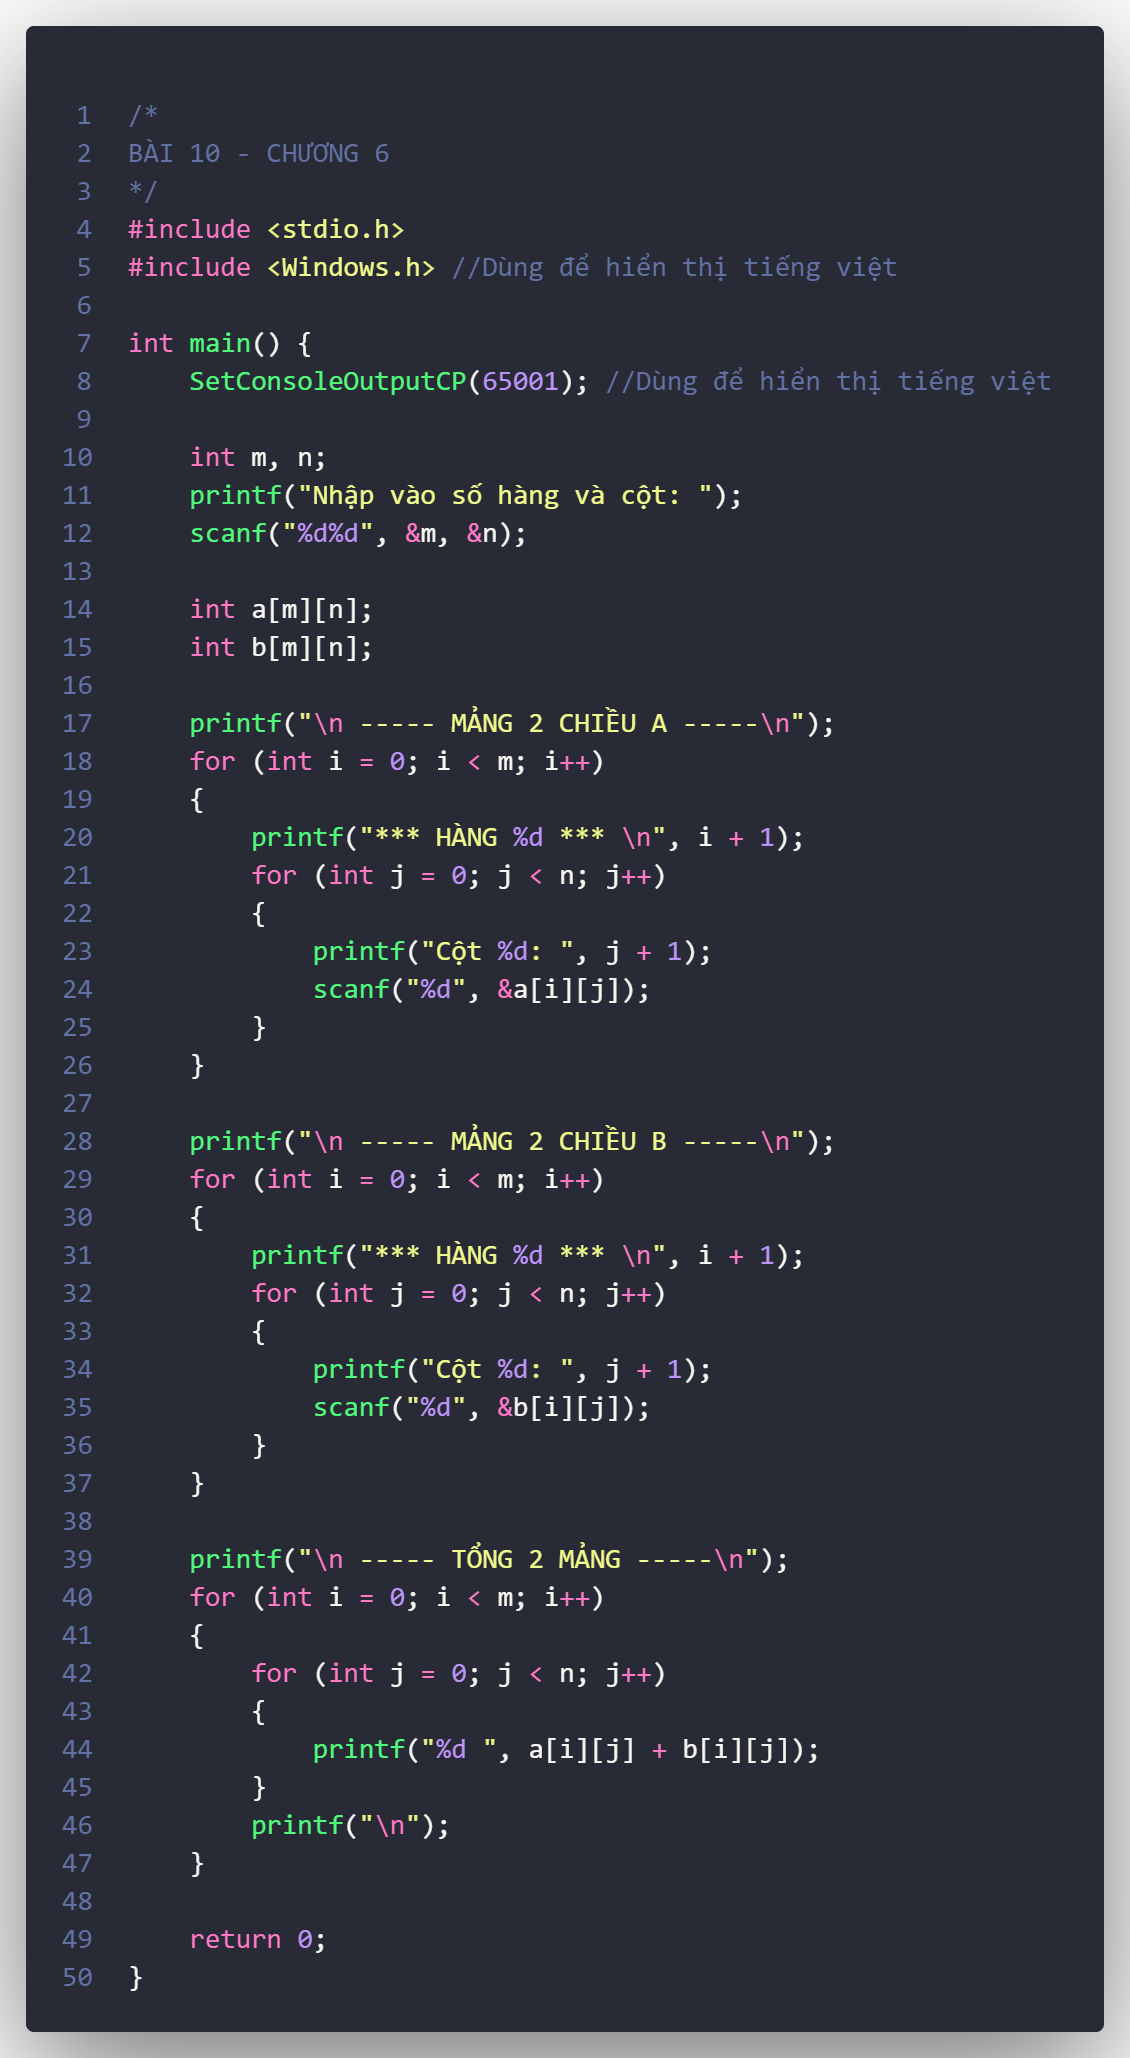 1 /*
2 BÀI 10 - CHƯƠNG 6
3 */
4 #include <stdio.h>
5 #include <Windows.h> //Dùng để hiển thị tiếng việt
6
7 int main() {
8     SetConsoleOutputCP(65001); //Dùng để hiển thị tiếng việt
9
10     int m, n;
11     printf("Nhập vào số hàng và cột: ");
12     scanf("%d%d", &m, &n);
13
14     int a[m][n];
15     int b[m][n];
16
17     printf("\n ----- MẢNG 2 CHIỀU A -----\n");
18     for (int i = 0; i < m; i++)
19     {
20         printf("*** HÀNG %d *** \n", i + 1);
21         for (int j = 0; j < n; j++)
22         {
23             printf("Cột %d: ", j + 1);
24             scanf("%d", &a[i][j]);
25         }
26     }
27
28     printf("\n ----- MẢNG 2 CHIỀU B -----\n");
29     for (int i = 0; i < m; i++)
30     {
31         printf("*** HÀNG %d *** \n", i + 1);
32         for (int j = 0; j < n; j++)
33         {
34             printf("Cột %d: ", j + 1);
35             scanf("%d", &b[i][j]);
36         }
37     }
38
39     printf("\n ----- TỔNG 2 MẢNG -----\n");
40     for (int i = 0; i < m; i++)
41     {
42         for (int j = 0; j < n; j++)
43         {
44             printf("%d ", a[i][j] + b[i][j]);
45         }
46         printf("\n");
47     }
48
49     return 0;
50 }